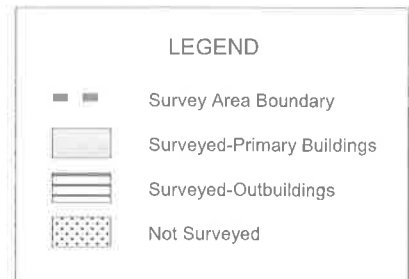 LEGEND
Survey Area Boundary
Surveyed-Primary Buildings
Surveyed-Outbuildings
Not Surveyed